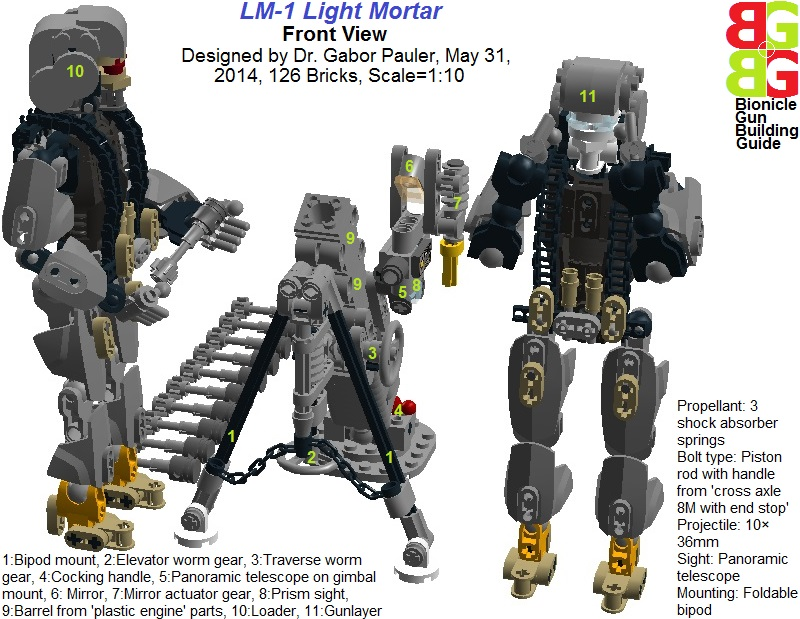 LM-1 Light Mortar
Front View
Designed by Dr. Gabor Pauler, May 31,
2014, 126 Bricks, Scale=1:10
BG
BG
Bionicle
Gun
Building
Guide
10
11
6
7
9
9
5
8
3
4
1
2
1
Propellant: 3
shock absorber
springs
Bolt type: Piston
rod with handle
from 'cross axle
8M with end stop'
Projectile: 10×
36mm
Sight: Panoramic
telescope
Mounting: Foldable
bipod
1:Bipod mount, 2:Elevator worm gear, 3:Traverse worm
gear, 4:Cocking handle, 5:Panoramic telescope on gimbal
mount, 6: Mirror, 7:Mirror actuator gear, 8:Prism sight,
9:Barrel from 'plastic engine' parts, 10:Loader, 11:Gunlayer